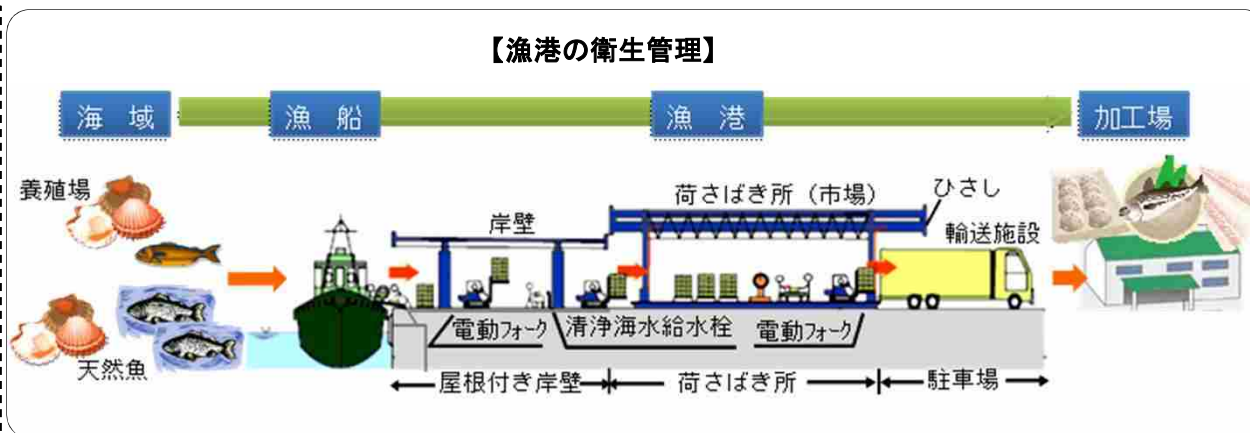 【漁港の衛生管理】
海 域
漁 船
漁 港
加工場
養殖場
岸壁
荷さばき所（市場）
ひさし
輸送施設
電動フォーク
清浄海水給水栓
電動フォーク
天然魚
屋根付き岸壁
荷さばき所
駐車場